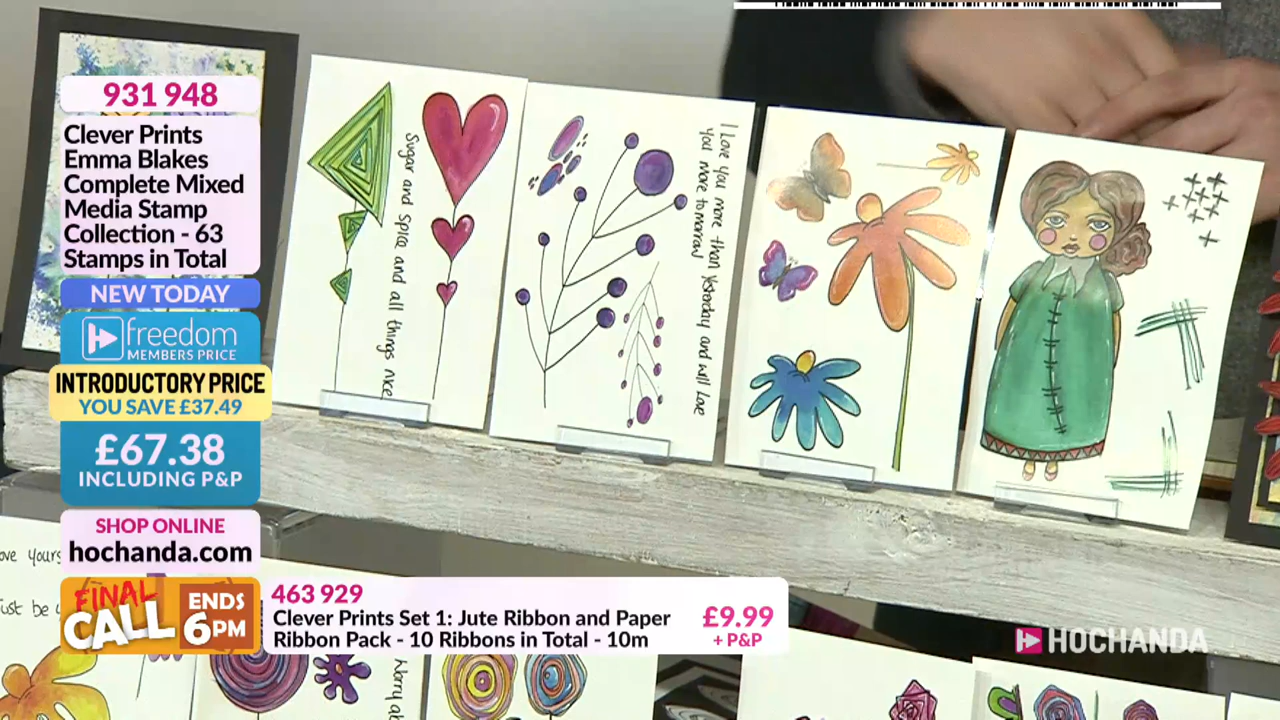 931 948
Clever Prints
Emma Blakes
Complete Mixed
Media Stamp
Collection - 63
Stamps in Total
NEW TODAY
freedom
MEMBERS PRICE
INTRODUCTORY PRICE
YOU SAVE £37.49
£67.38
INCLUDING P&P
SHOP ONLINE
hochanda.com
FINAL
CALL
ENDS
6PM
463 929
Clever Prints Set 1: Jute Ribbon and Paper
Ribbon Pack - 10 Ribbons in Total - 10m
£9.99
+ P&P
HOCHANDA
Sugar and Spice and all things nice
I Love you more than yesterday and will Love
you more tomorrow
Just be